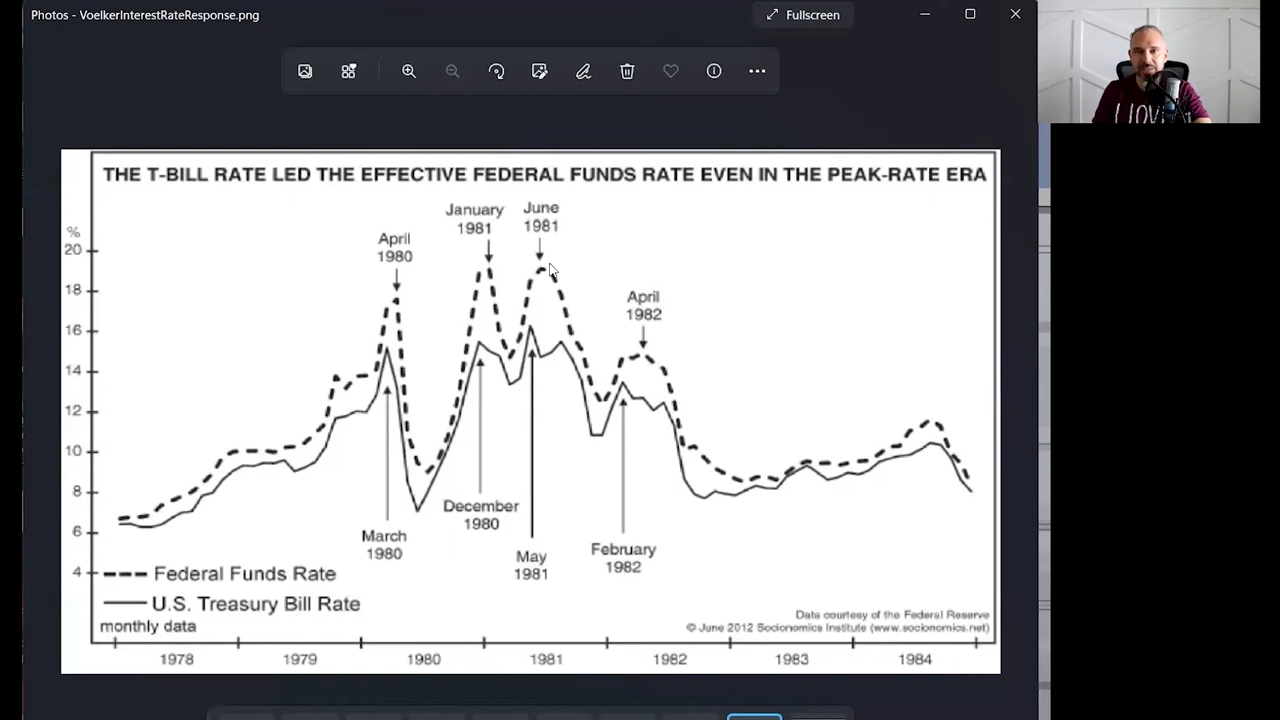 Photos - VoelkerInterestRateResponse.png
Fullscreen
THE T-BILL RATE LED THE EFFECTIVE FEDERAL FUNDS RATE EVEN IN THE PEAK-RATE ERA
January
1981
June
1981
April
1980
April
1982
%
20
18
16
14
12
10
8
6
4
March
1980
December
1980
May
1981
February
1982
Federal Funds Rate
U.S. Treasury Bill Rate
monthly data
Data courtesy of the Federal Reserve
© June 2012 Socionomics Institute (www.socionomics.net)
1978
1979
1980
1981
1982
1983
1984